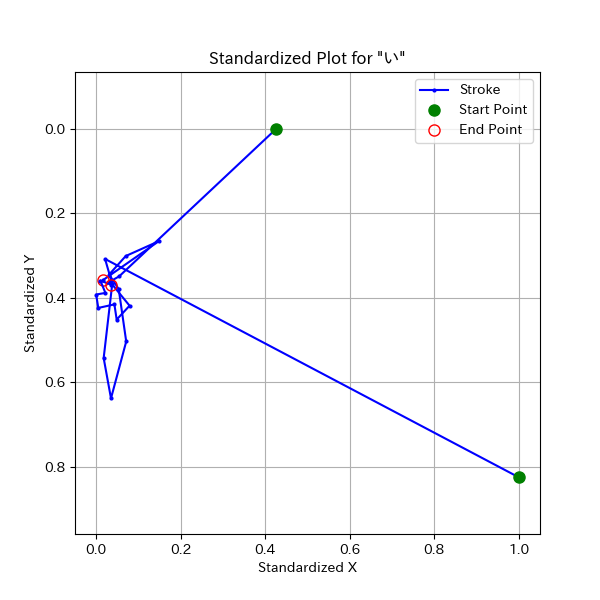 Standardized Plot for "い"
Stroke
Start Point
End Point
Standardized Y
0.0
0.2
0.4
0.6
0.8
0.0 0.2 0.4 0.6 0.8 1.0
Standardized X